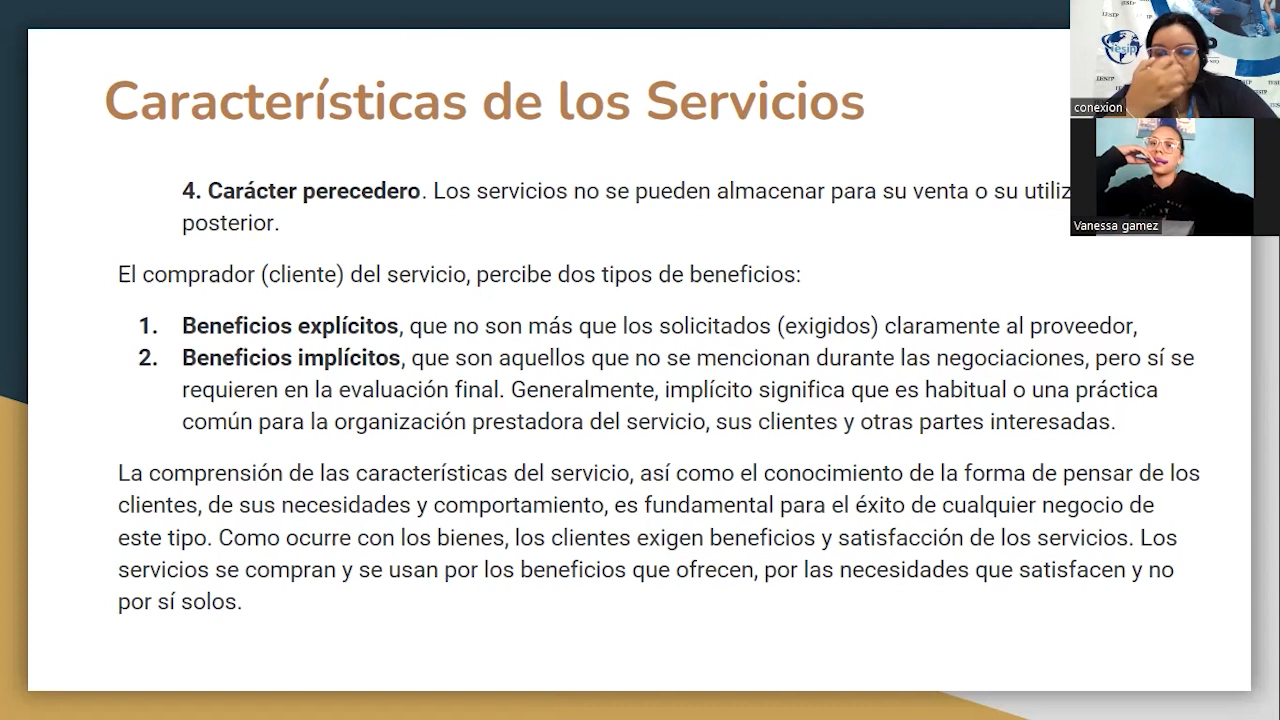 Características de los Servicios
4. Carácter perecedero. Los servicios no se pueden almacenar para su venta o su
posterior.
El comprador (cliente) del servicio, percibe dos tipos de beneficios:
1. Beneficios explícitos, que no son más que los solicitados (exigidos) claramente al proveedor,
2. Beneficios implícitos, que son aquellos que no se mencionan durante las negociaciones, pero sí se
requieren en la evaluación final. Generalmente, implícito significa que es habitual o una práctica
común para la organización prestadora del servicio, sus clientes y otras partes interesadas.
La comprensión de las características del servicio, así como el conocimiento de la forma de pensar de los
clientes, de sus necesidades y comportamiento, es fundamental para el éxito de cualquier negocio de
este tipo. Como ocurre con los bienes, los clientes exigen beneficios y satisfacción de los servicios. Los
servicios se compran y se usan por los beneficios que ofrecen, por las necesidades que satisfacen y no
por sí solos.
IESIP
iesip
IESIP
conexion
Vanessa gamez